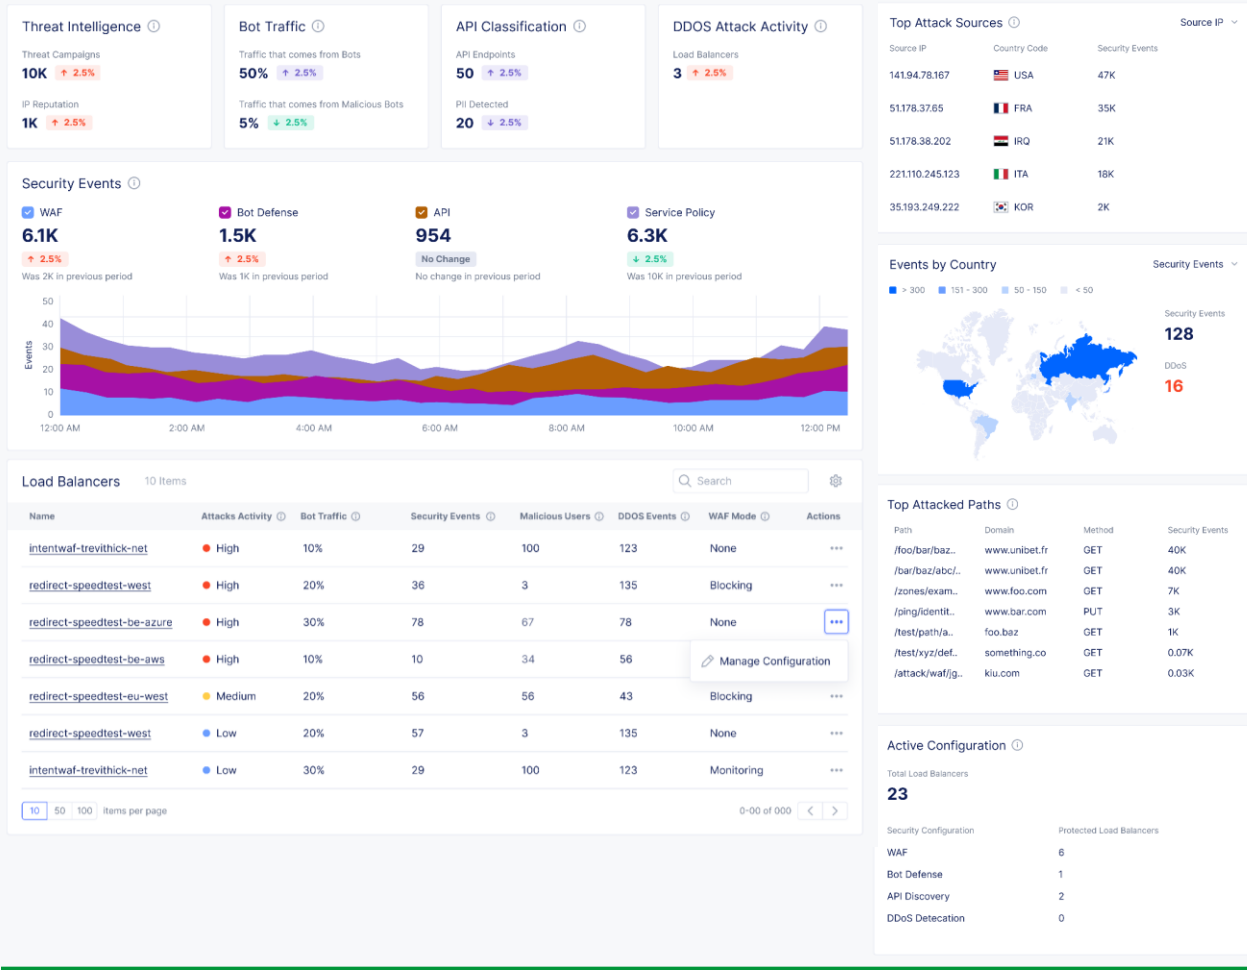 Threat Intelligence
Threat Campaigns
10K ↑ 2.5%
IP Reputation
1K ↑ 2.5%
Bot Traffic
Traffic that comes from Bots
50% ↑ 2.5%
Traffic that comes from Malicious Bots
5% ↓ 2.5%
API Classification
API Endpoints
50 ↑ 2.5%
PII Detected
20 ↓ 2.5%
DDOS Attack Activity
Load Balancers
3 ↑ 2.5%
Security Events
WAF
6.1K
↑ 2.5%
Was 2K in previous period
Bot Defense
1.5K
↑ 2.5%
Was 1K in previous period
API
954
No Change
No change in previous period
Service Policy
6.3K
↓ 2.5%
Was 10K in previous period
Events
50
40
30
20
10
0
12:00 AM 2:00 AM 4:00 AM 6:00 AM 8:00 AM 10:00 AM 12:00 PM
Load Balancers 10 Items Search
Name Attacks Activity Bot Traffic Security Events Malicious Users DDOS Events WAF Mode Actions
intentwaf-trevithick-net High 10% 29 100 123 None
redirect-speedtest-west High 20% 36 3 135 Blocking
redirect-speedtest-be-azure High 30% 78 67 78 None
redirect-speedtest-be-aws High 10% 10 34 56
Manage Configuration
redirect-speedtest-eu-west Medium 20% 56 56 43 Blocking
redirect-speedtest-west Low 20% 57 3 135 None
intentwaf-trevithick-net Low 30% 29 100 123 Monitoring
10 50 100 items per page 0-00 of 000
Top Attack Sources Source IP
Source IP Country Code Security Events
141.94.78.167 USA 47K
51.178.37.65 FRA 35K
51.178.38.202 IRQ 21K
221.110.245.123 ITA 18K
35.193.249.222 KOR 2K
Events by Country Security Events
> 300 151 - 300 50 - 150 < 50
Security Events
128
DDoS
16
Top Attacked Paths
Path Domain Method Security Events
/foo/bar/baz.. www.unibet.fr GET 40K
/bar/baz/abc/.. www.unibet.fr GET 40K
/zones/exam.. www.foo.com GET 7K
/ping/identit.. www.bar.com PUT 3K
/test/path/a.. foo.baz GET 1K
/test/xyz/def.. something.co GET 0.07K
/attack/waf/jg.. kiu.com GET 0.03K
Active Configuration
Total Load Balancers
23
Security Configuration Protected Load Balancers
WAF 6
Bot Defense 1
API Discovery 2
DDoS Detecation 0